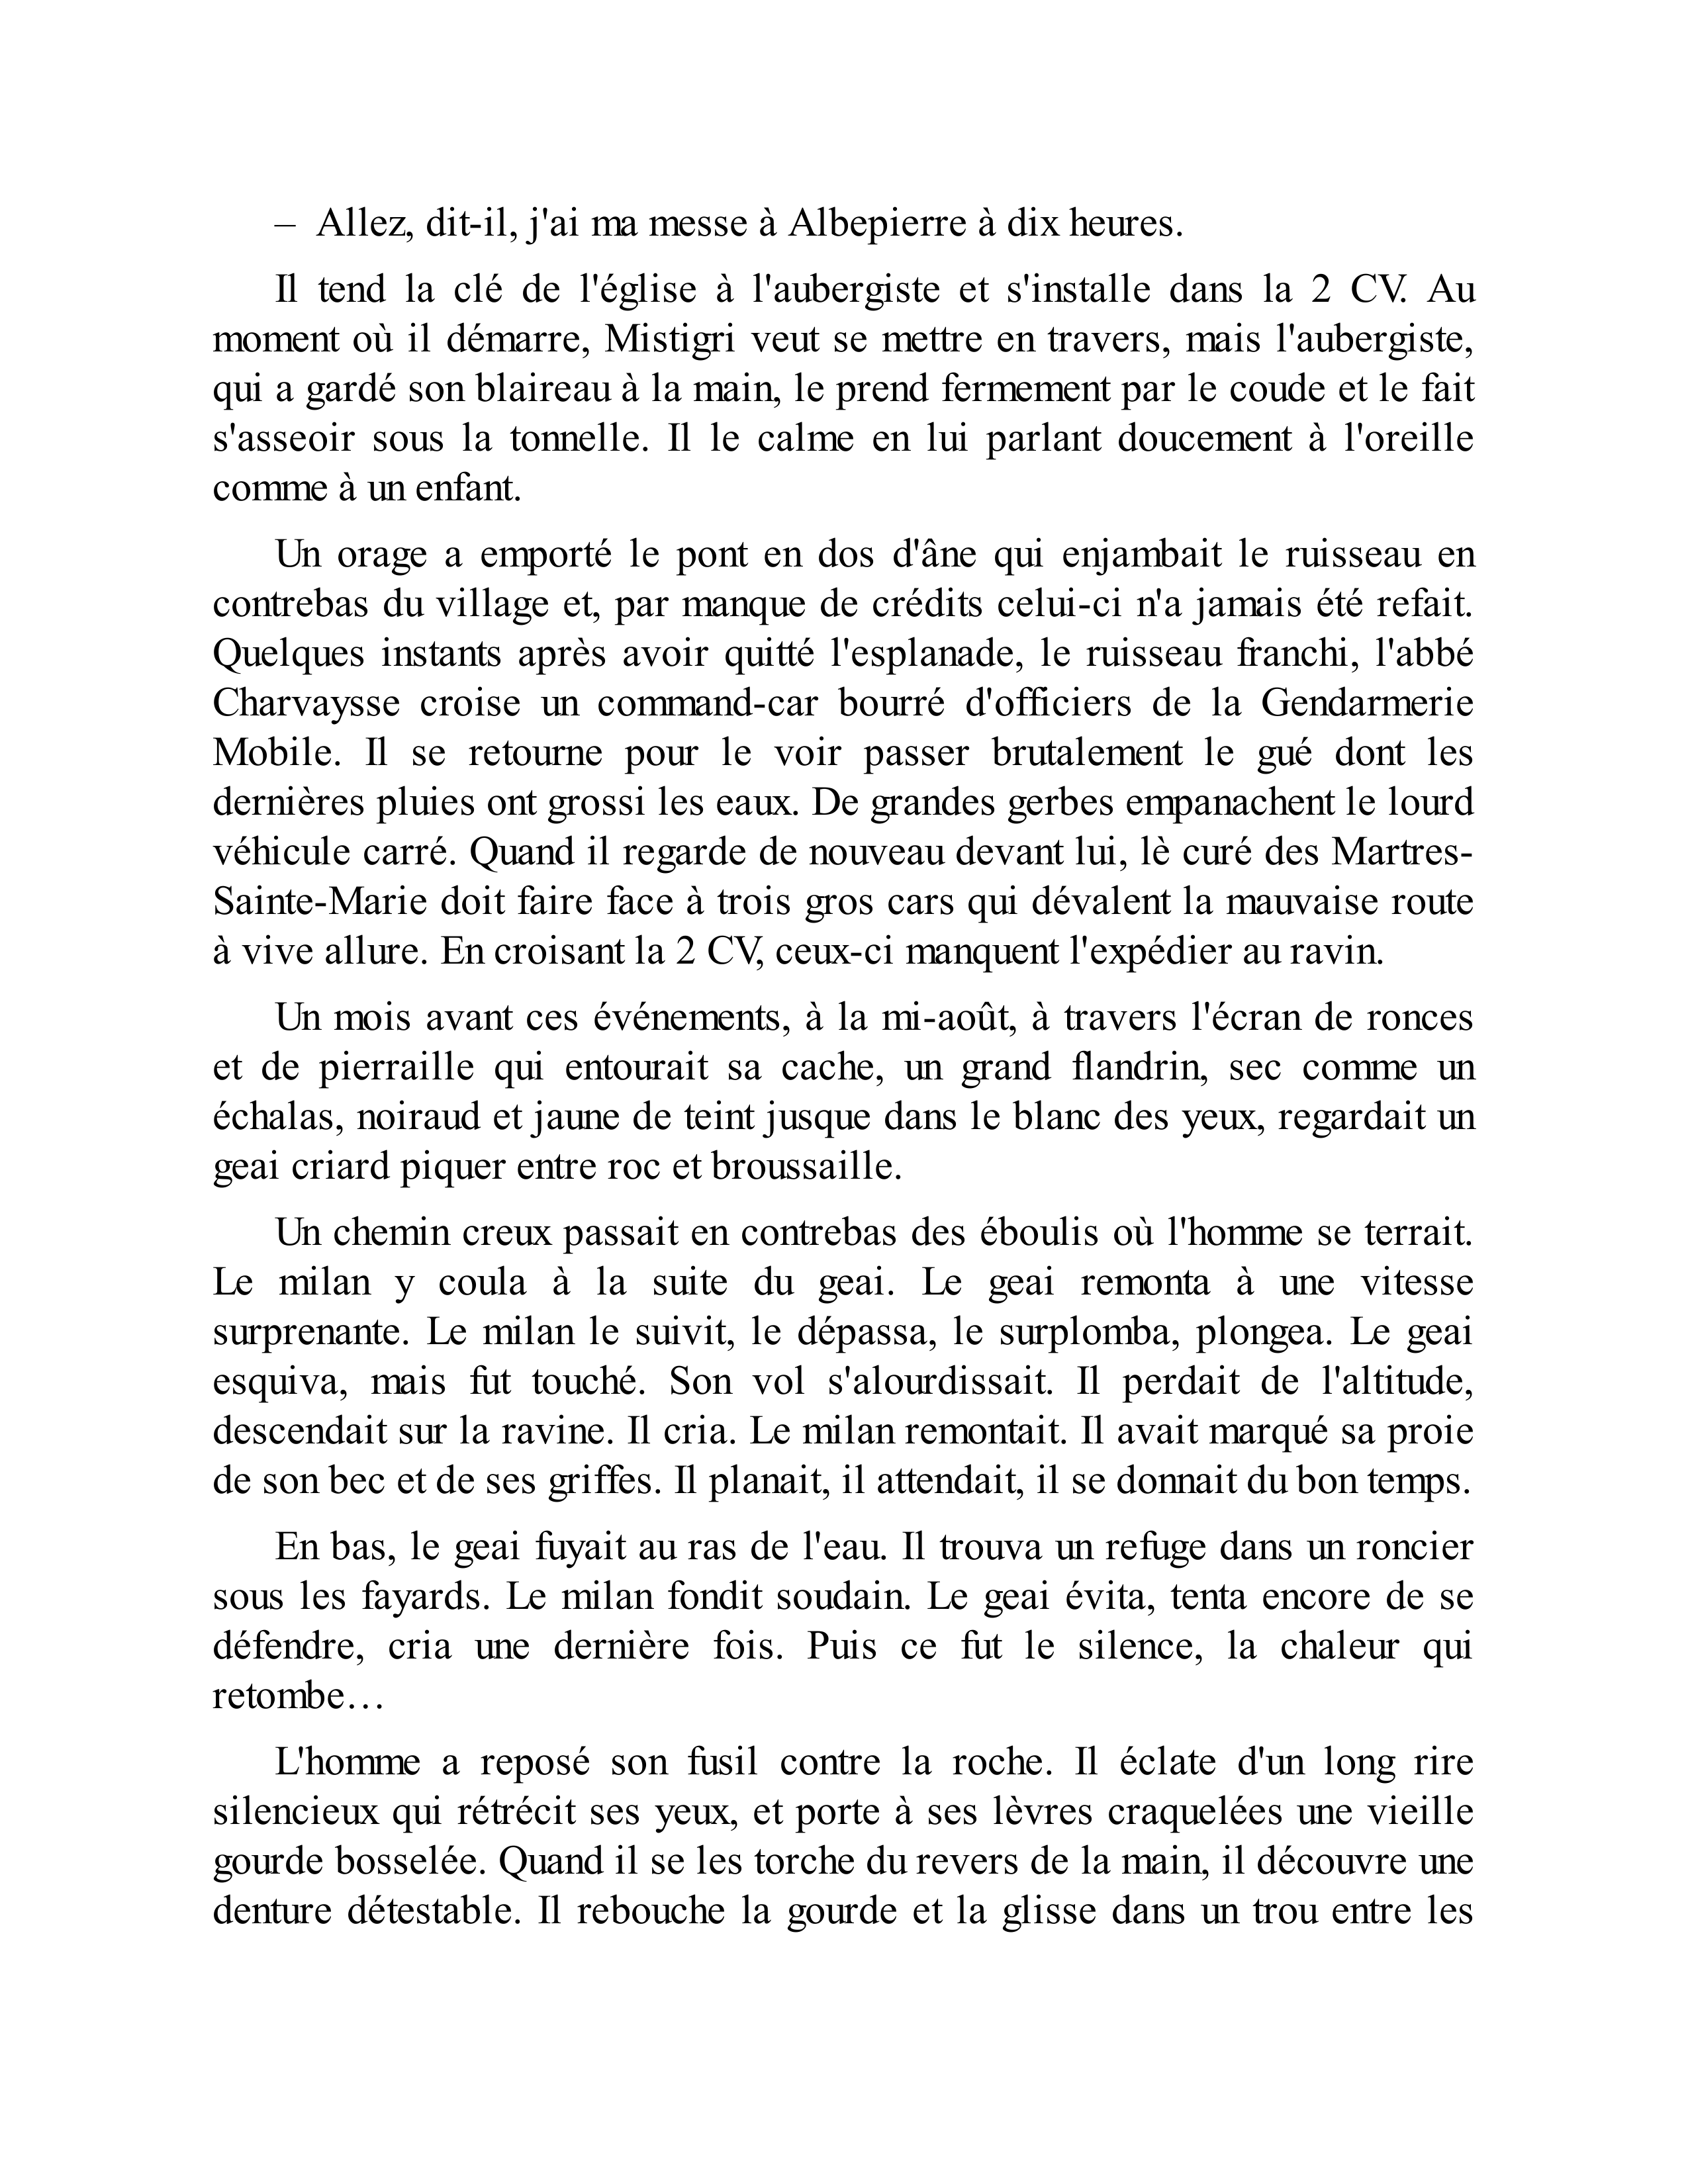 – Allez, dit-il, j'ai ma messe à Albepierre à dix heures.
Il tend la clé de l'église à l'aubergiste et s'installe dans la 2 CV. Au
moment où il démarre, Mistigri veut se mettre en travers, mais l'aubergiste,
qui a gardé son blaireau à la main, le prend fermement par le coude et le fait
s'asseoir sous la tonnelle. Il le calme en lui parlant doucement à l'oreille
comme à un enfant.
Un orage a emporté le pont en dos d'âne qui enjambait le ruisseau en
contrebas du village et, par manque de crédits celui-ci n'a jamais été refait.
Quelques instants après avoir quitté l'esplanade, le ruisseau franchi, l'abbé
Charvaysse croise un command-car bourré d'officiers de la Gendarmerie
Mobile. Il se retourne pour le voir passer brutalement le gué dont les
dernières pluies ont grossi les eaux. De grandes gerbes empanachent le lourd
véhicule carré. Quand il regarde de nouveau devant lui, lè curé des Martres-
Sainte-Marie doit faire face à trois gros cars qui dévalent la mauvaise route
à vive allure. En croisant la 2 CV, ceux-ci manquent l'expédier au ravin.
Un mois avant ces événements, à la mi-août, à travers l'écran de ronces
et de pierraille qui entourait sa cache, un grand flandrin, sec comme un
échalas, noiraud et jaune de teint jusque dans le blanc des yeux, regardait un
geai criard piquer entre roc et broussaille.
Un chemin creux passait en contrebas des éboulis où l'homme se terrait.
Le milan y coula à la suite du geai. Le geai remonta à une vitesse
surprenante. Le milan le suivit, le dépassa, le surplomba, plongea. Le geai
esquiva, mais fut touché. Son vol s'alourdissait. Il perdait de l'altitude,
descendait sur la ravine. Il cria. Le milan remontait. Il avait marqué sa proie
de son bec et de ses griffes. Il planait, il attendait, il se donnait du bon temps.
En bas, le geai fuyait au ras de l'eau. Il trouva un refuge dans un roncier
sous les fayards. Le milan fondit soudain. Le geai évita, tenta encore de se
défendre, cria une dernière fois. Puis ce fut le silence, la chaleur qui
retombe…
L'homme a reposé son fusil contre la roche. Il éclate d'un long rire
silencieux qui rétrécit ses yeux, et porte à ses lèvres craquelées une vieille
gourde bosselée. Quand il se les torche du revers de la main, il découvre une
denture détestable. Il rebouche la gourde et la glisse dans un trou entre les